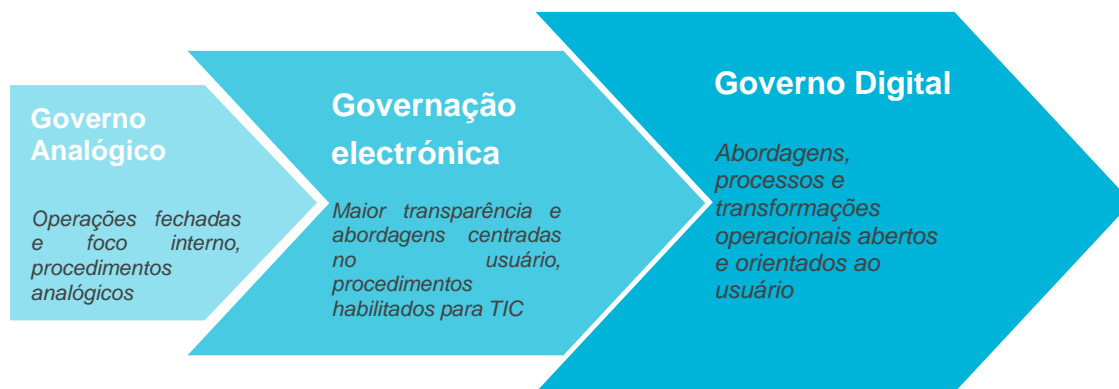 Governo
Analógico
Operações fechadas
e foco interno,
procedimentos
analógicos
Governação
electrónica
Maior transparência e
abordagens centradas
no usuário,
procedimentos
habilitados para TIC
Governo Digital
Abordagens,
processos e
transformações
operacionais abertos
e orientados ao
usuário